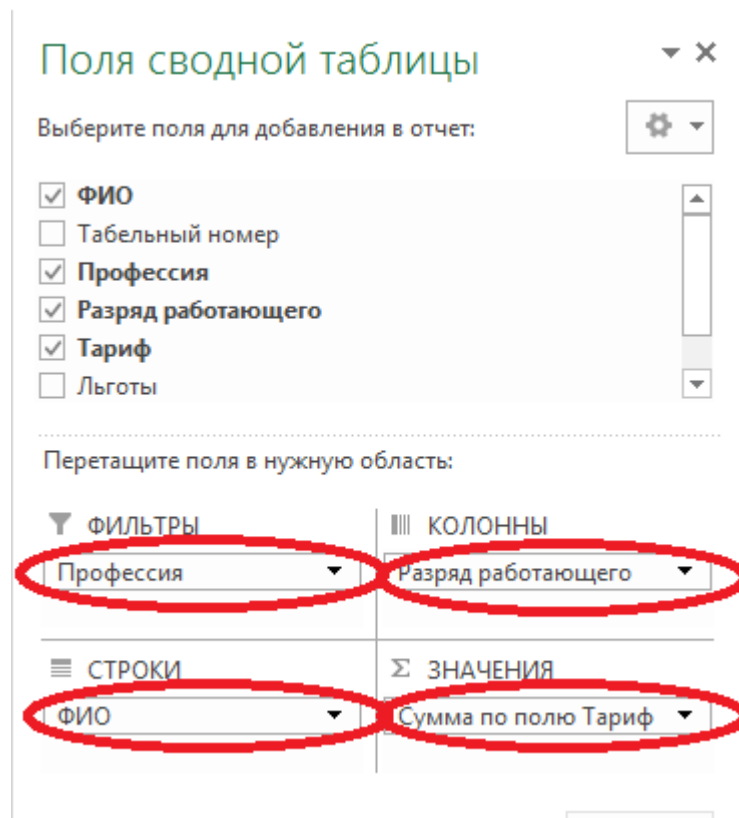 Поля сводной таблицы
Выберите поля для добавления в отчет:
ФИО
Табельный номер
Профессия
Разряд работающего
Тариф
Льготы
Перетащите поля в нужную область:
ФИЛЬТРЫ
Профессия
КОЛОННЫ
Разряд работающего
СТРОКИ
ФИО
Σ ЗНАЧЕНИЯ
Сумма по полю Тариф